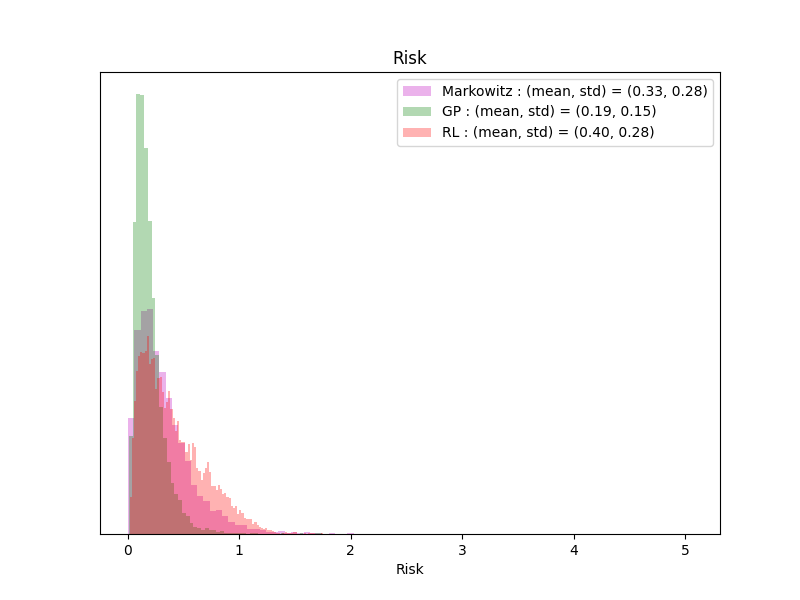 Risk
Markowitz : (mean, std) = (0.33, 0.28)
GP : (mean, std) = (0.19, 0.15)
RL : (mean, std) = (0.40, 0.28)
0 1 2 3 4 5
Risk